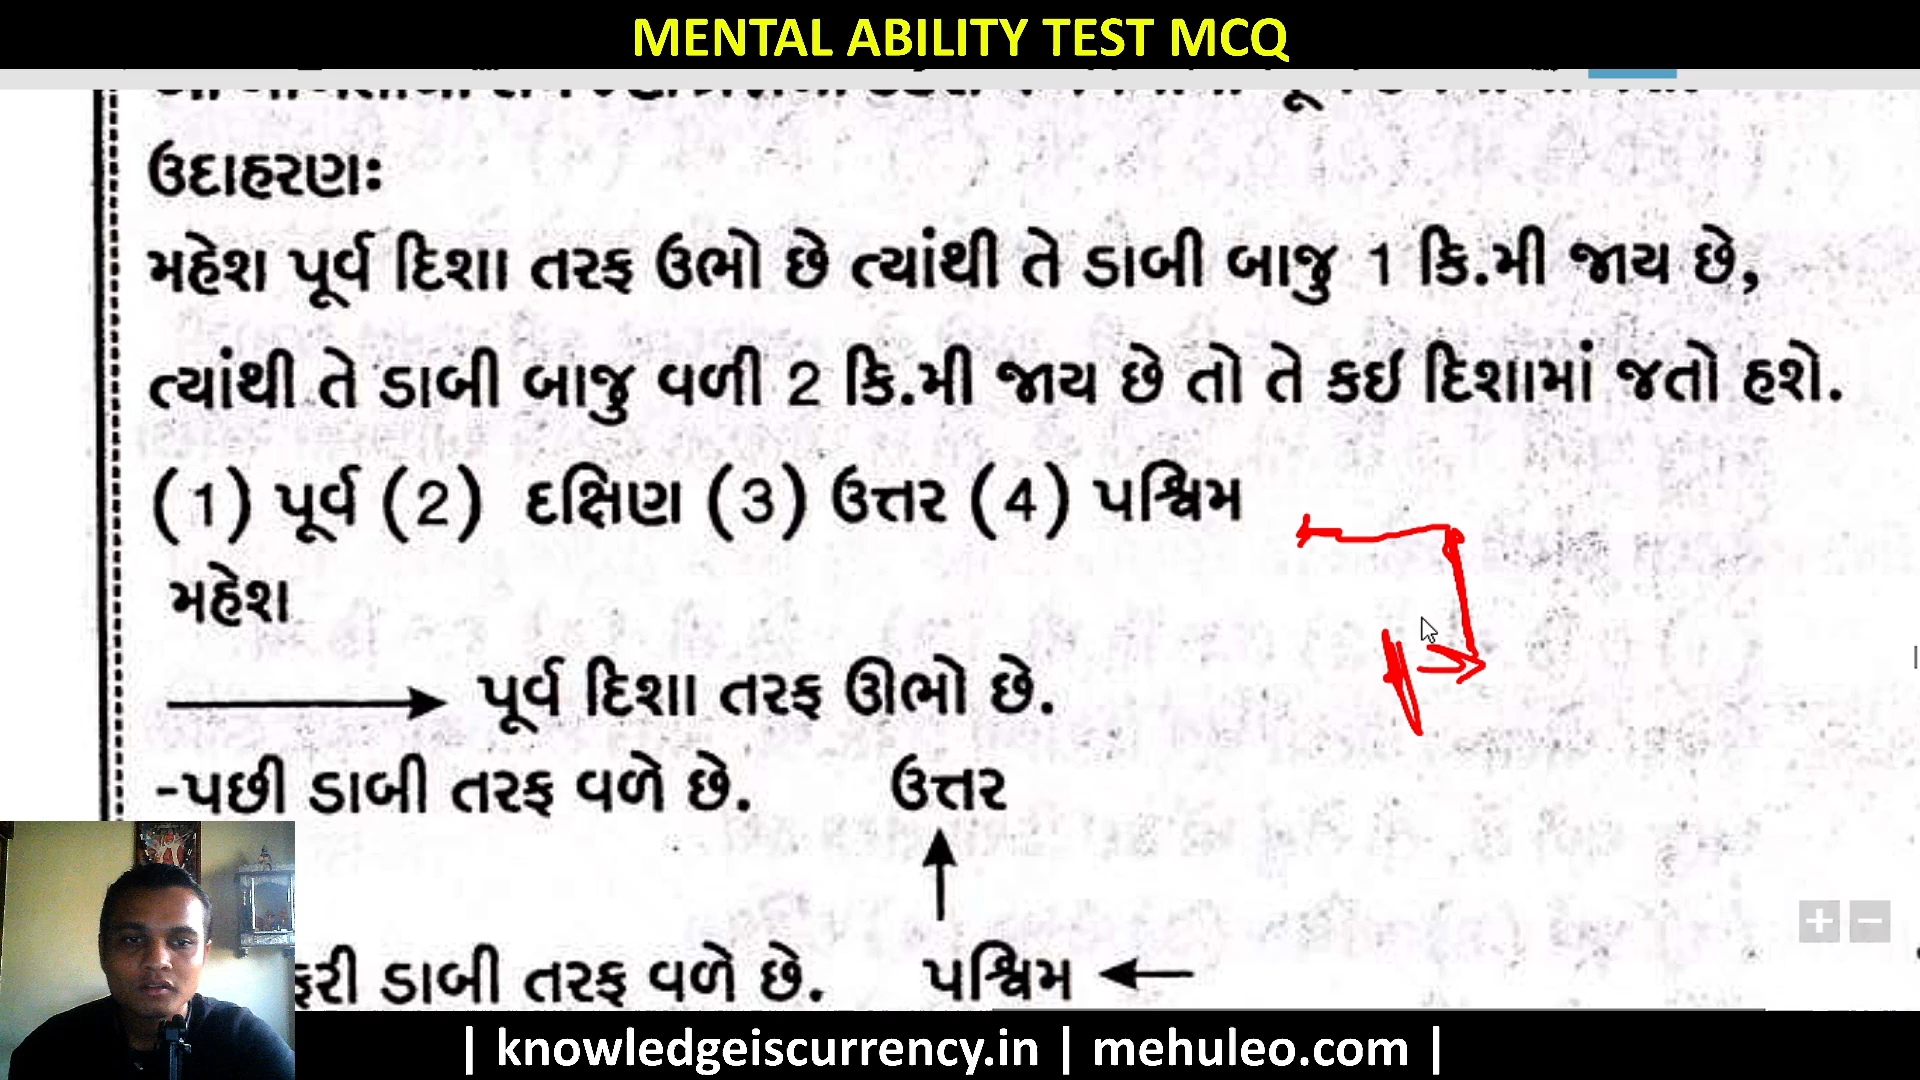 MENTAL ABILITY TEST MCQ
ઉદાહરણઃ
મહેશ પૂર્વ દિશા તરફ ઉભો છે ત્યાંથી તે ડાબી બાજુ 1 કિ.મી જાય છે,
ત્યાંથી તે ડાબી બાજુ વળી 2 કિ.મી જાય છે તો તે કઇ દિશામાં જતો હશે.
(1) પૂર્વ (2) દક્ષિણ (3) ઉત્તર (4) પશ્વિમ
મહેશ
પૂર્વ દિશા તરફ ઊભો છે.
-પછી ડાબી તરફ વળે છે. ઉત્તર
ડાબી તરફ વળે છે. પશ્વિમ
| knowledgeiscurrency.in | mehuleo.com |